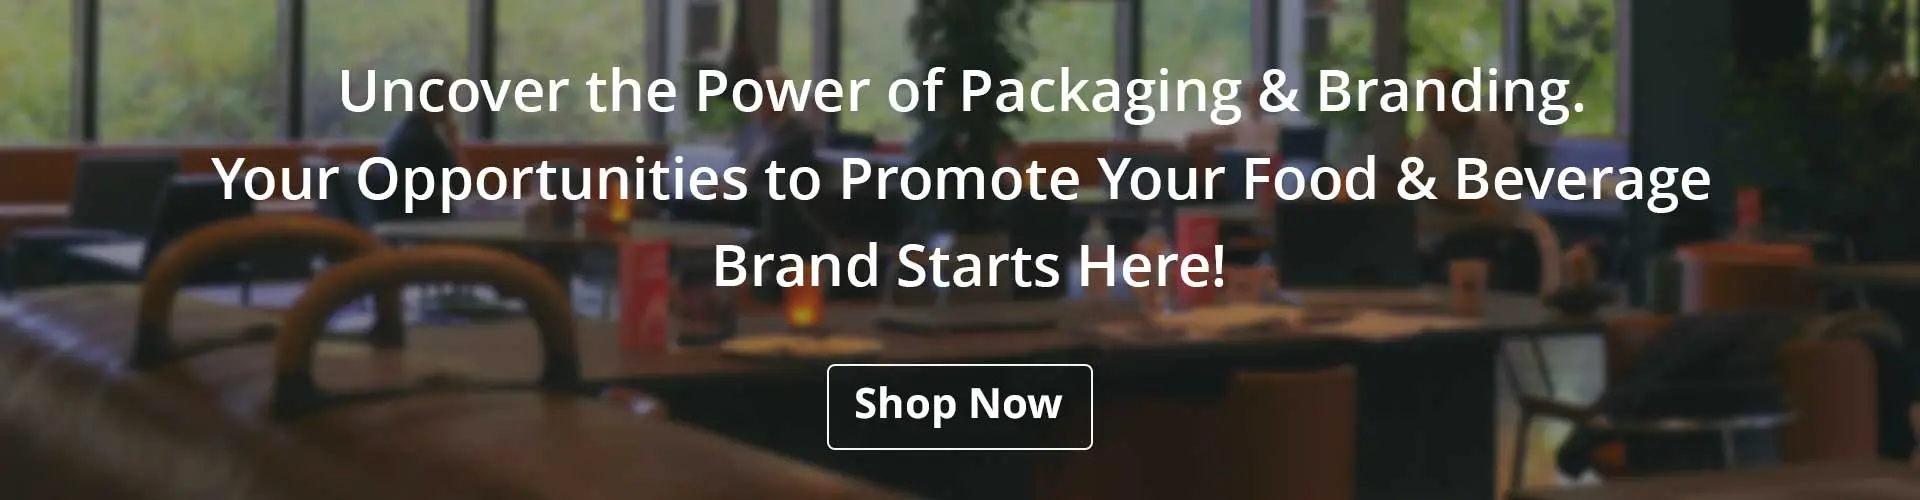 Uncover the Power of Packaging & Branding.
Your Opportunities to Promote Your Food & Beverage
Brand Starts Here!
Shop Now